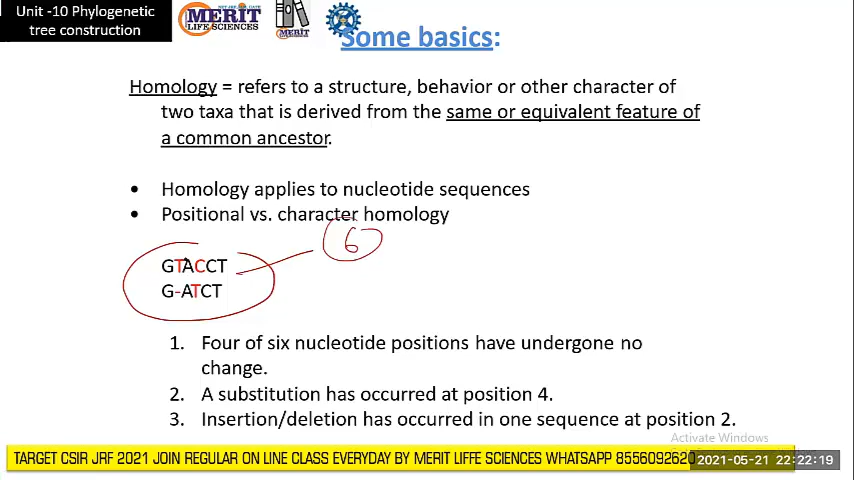 Unit -10 Phylogenetic
tree construction
NET JRF, GATE
MERIT
LIFE SCIENCES
MERIT
Some basics:
Homology = refers to a structure, behavior or other character of
two taxa that is derived from the same or equivalent feature of
a common ancestor.
• Homology applies to nucleotide sequences
• Positional vs. character homology
6
GTACCT
G-ATCT
1. Four of six nucleotide positions have undergone no
change.
2. A substitution has occurred at position 4.
3. Insertion/deletion has occurred in one sequence at position 2.
Activate Windows
TARGET CSIR JRF 2021 JOIN REGULAR ON LINE CLASS EVERYDAY BY MERIT LIFFE SCIENCES WHATSAPP 8556092620
2021-05-21 22:22:19